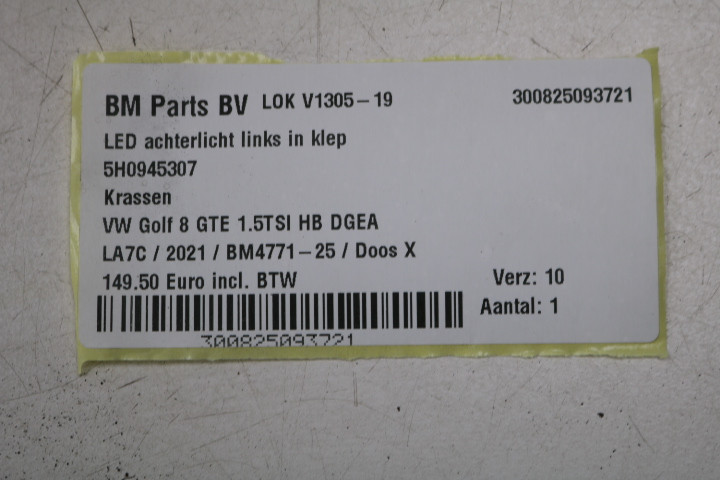 BM Parts BV LOK V1305-19 300825093721
LED achterlicht links in klep
5H0945307
Krassen
VW Golf 8 GTE 1.5TSI HB DGEA
LA7C / 2021 / BM4771-25 / Doos X
149.50 Euro incl. BTW Verz: 10
Aantal: 1
300825093721